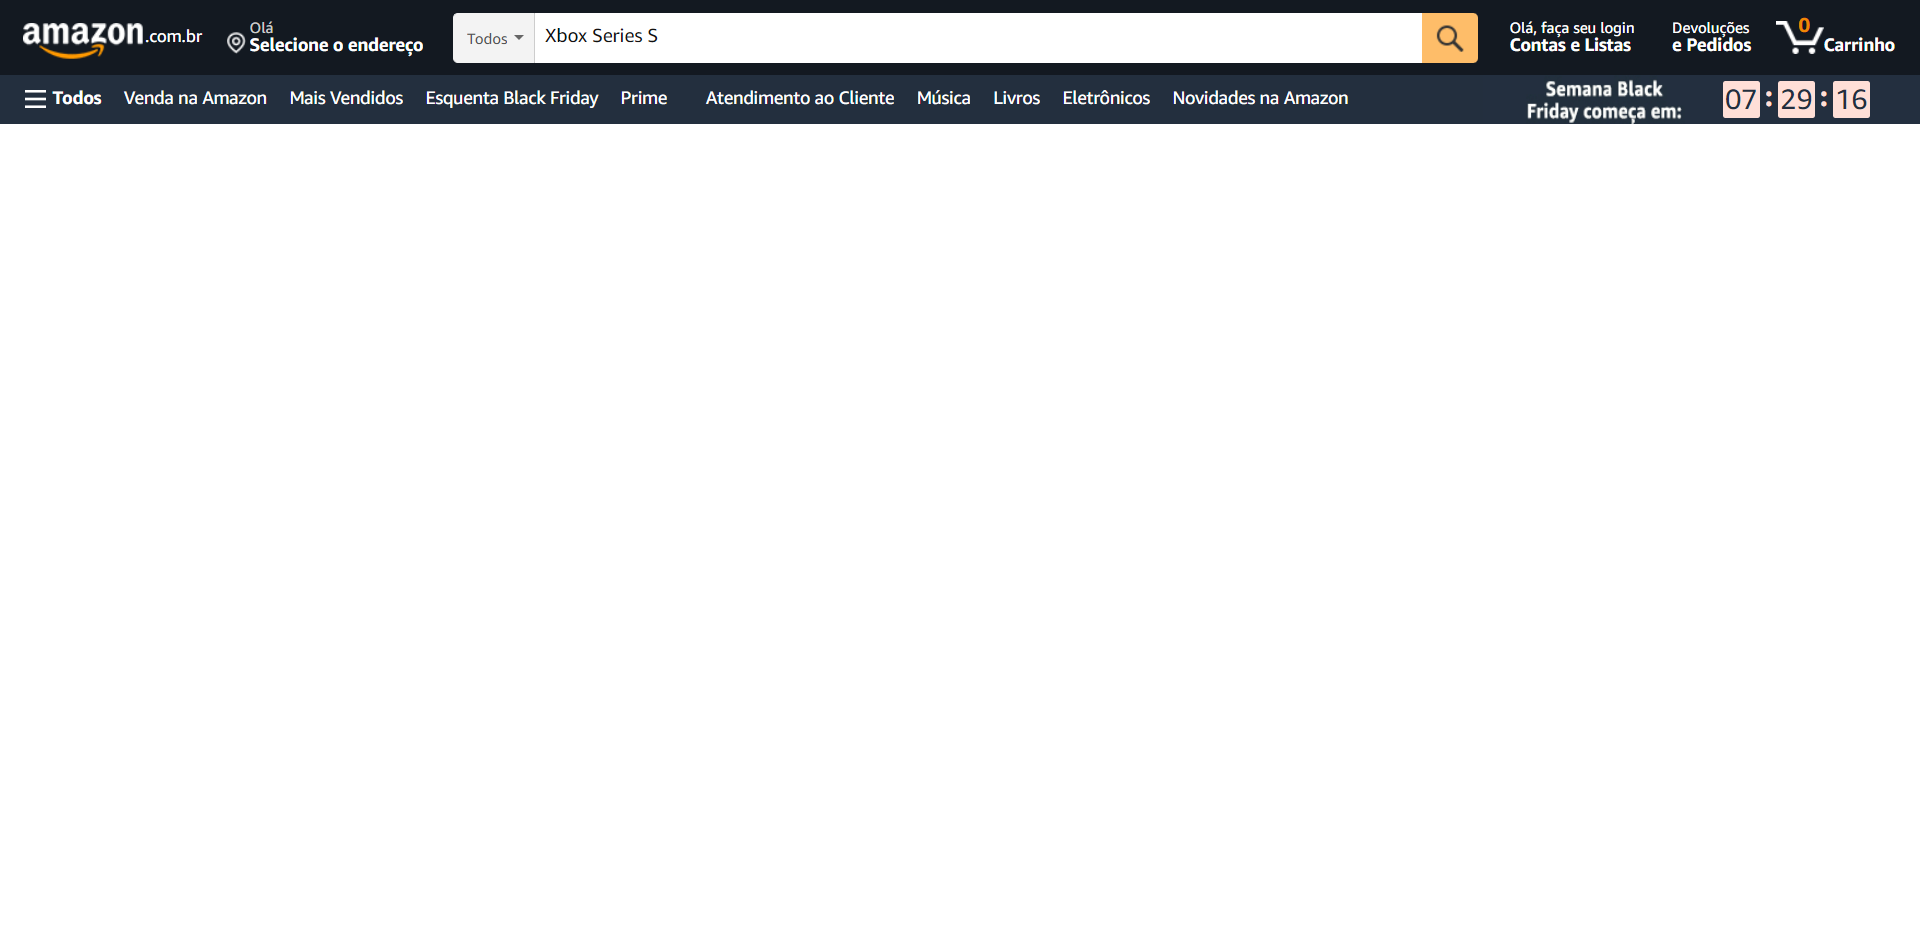 amazon.com.br
Olá
Selecione o endereço
Todos
Xbox Series S
Olá, faça seu login
Contas e Listas
Devoluções
e Pedidos
0
Carrinho
Todos
Venda na Amazon
Mais Vendidos
Esquenta Black Friday
Prime
Atendimento ao Cliente
Música
Livros
Eletrônicos
Novidades na Amazon
Semana Black
Friday começa em:
07 : 29 : 16